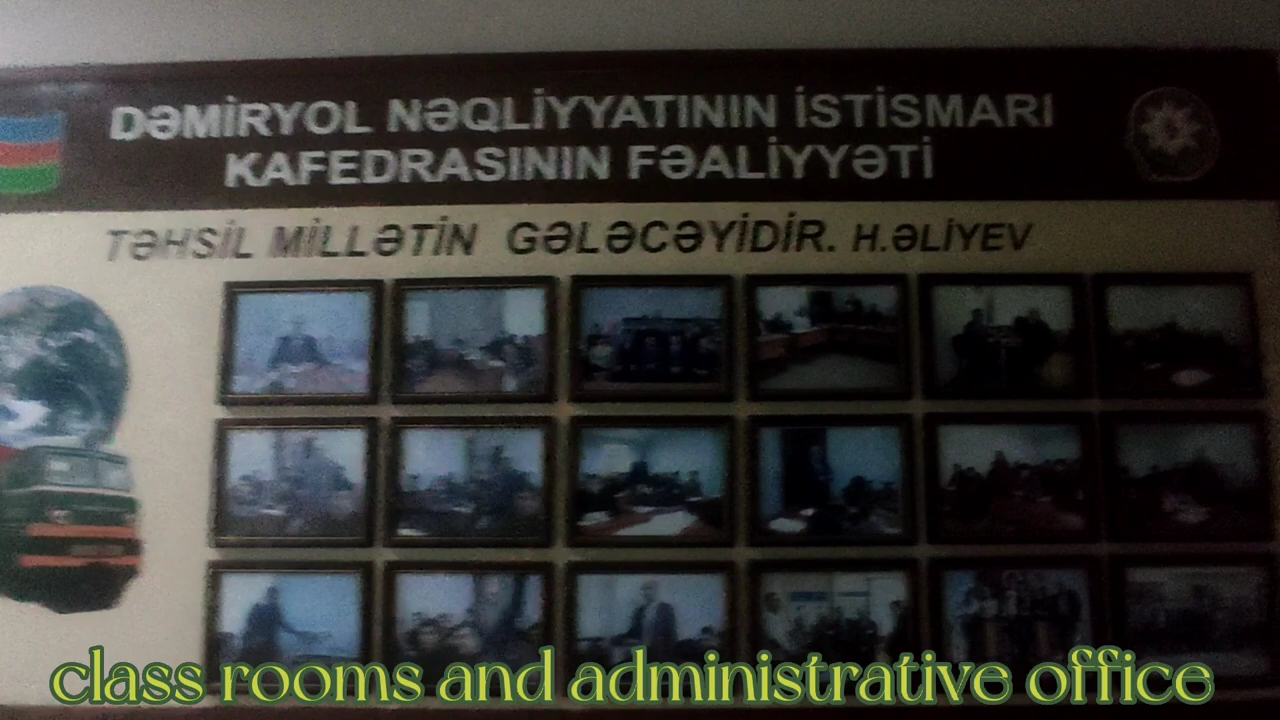 DƏMİRYOL NƏQLİYYATININ İSTİSMARI
KAFEDRASININ FƏALİYYƏTİ
TƏHSİL MİLLƏTİN GƏLƏCƏYİDİR. H.ƏLİYEV
class rooms and administrative office